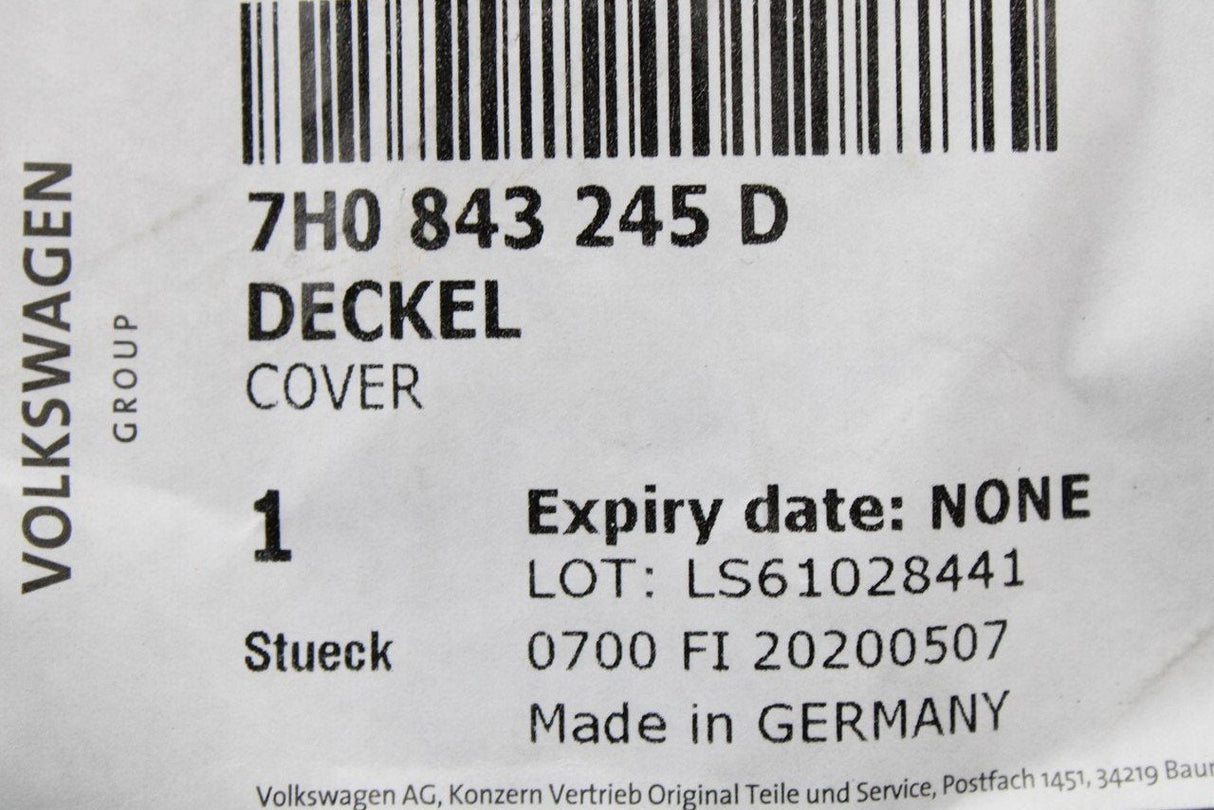 VOLKSWAGEN
GROUP
7H0 843 245 D
DECKEL
COVER
1
Stueck
Expiry date: NONE
LOT: LS61028441
0700 FI 20200507
Made in GERMANY
Volkswagen AG, Konzern Vertrieb Original Teile und Service, Postfach 1451, 34219